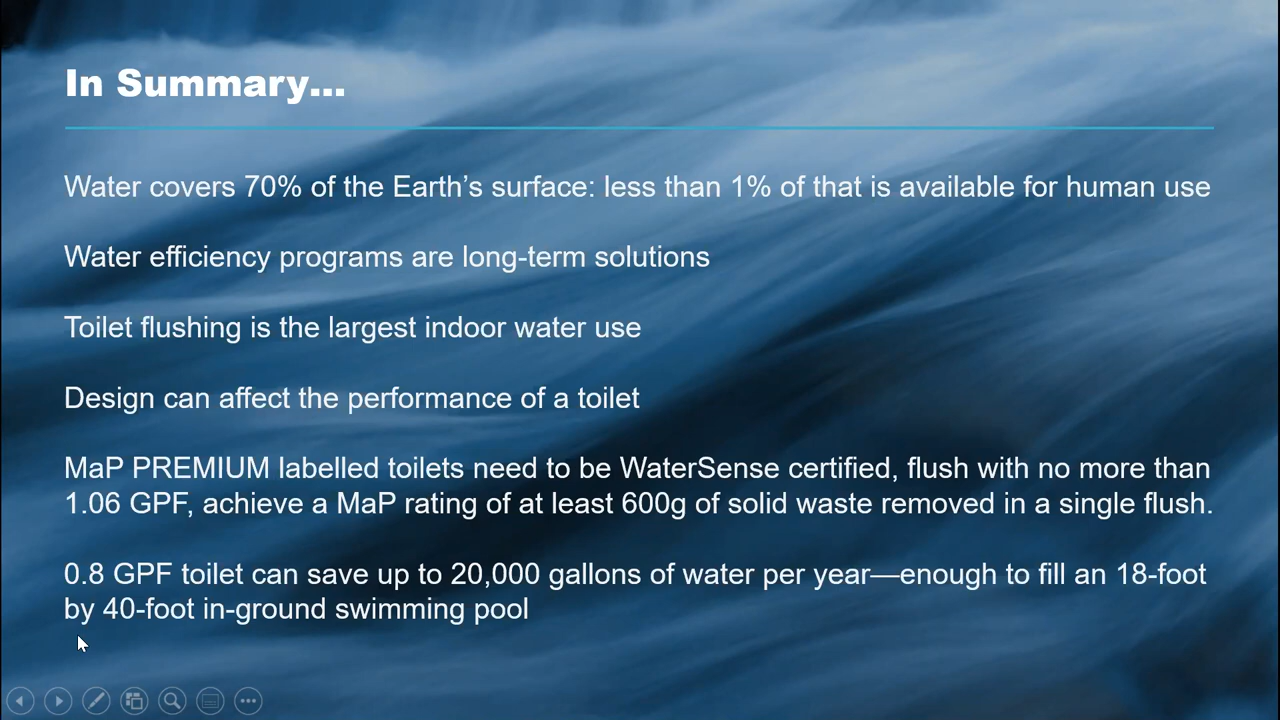 In Summary...
Water covers 70% of the Earth’s surface: less than 1% of that is available for human use
Water efficiency programs are long-term solutions
Toilet flushing is the largest indoor water use
Design can affect the performance of a toilet
MaP PREMIUM labelled toilets need to be WaterSense certified, flush with no more than
1.06 GPF, achieve a MaP rating of at least 600g of solid waste removed in a single flush.
0.8 GPF toilet can save up to 20,000 gallons of water per year—enough to fill an 18-foot
by 40-foot in-ground swimming pool